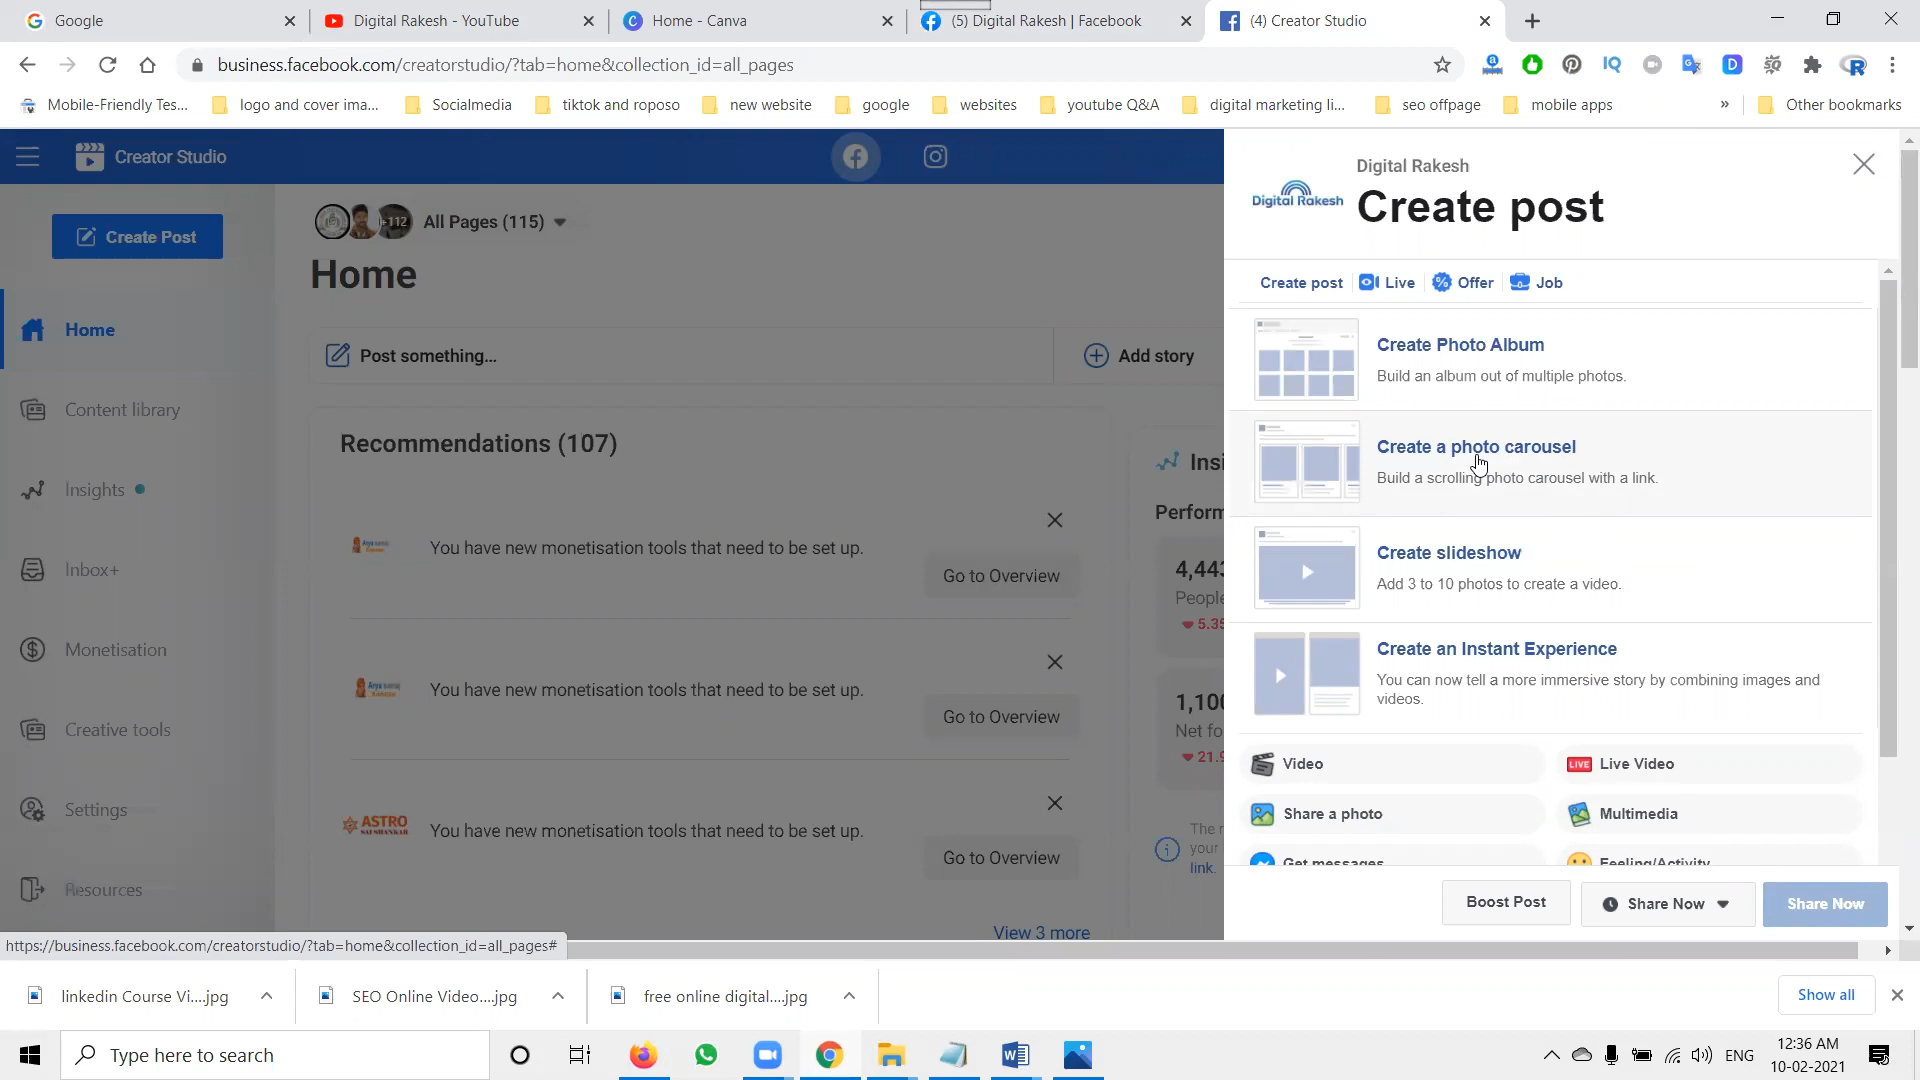 Google
Digital Rakesh - YouTube
Home - Canva
(5) Digital Rakesh | Facebook
(4) Creator Studio
business.facebook.com/creatorstudio/?tab=home&collection_id=all_pages
Mobile-Friendly Tes...
logo and cover ima...
Socialmedia
tiktok and roposo
new website
google
websites
youtube Q&A
digital marketing li...
seo offpage
mobile apps
»
Other bookmarks
Creator Studio
Create Post
Home
Content library
Insights
Inbox+
Monetisation
Creative tools
Settings
Resources
+112
All Pages (115)
Home
Post something...
Add story
Recommendations (107)
You have new monetisation tools that need to be set up.
Go to Overview
You have new monetisation tools that need to be set up.
Go to Overview
ASTRO
You have new monetisation tools that need to be set up.
Go to Overview
View 3 more
Insi
Perform
4,443
People
5.35
1,100
Net fo
21.9
The r
your
link.
Digital Rakesh
Digital Rakesh
Create post
Create post
Live
Offer
Job
Create Photo Album
Build an album out of multiple photos.
Create a photo carousel
Build a scrolling photo carousel with a link.
Create slideshow
Add 3 to 10 photos to create a video.
Create an Instant Experience
You can now tell a more immersive story by combining images and
videos.
Video
LIVE Live Video
Share a photo
Multimedia
Get messages
Feeling/Activity
Boost Post
Share Now
Share Now
https://business.facebook.com/creatorstudio/?tab=home&collection_id=all_pages#
linkedin Course Vi....jpg
SEO Online Video....jpg
free online digital....jpg
Show all
Type here to search
ENG
12:36 AM
10-02-2021